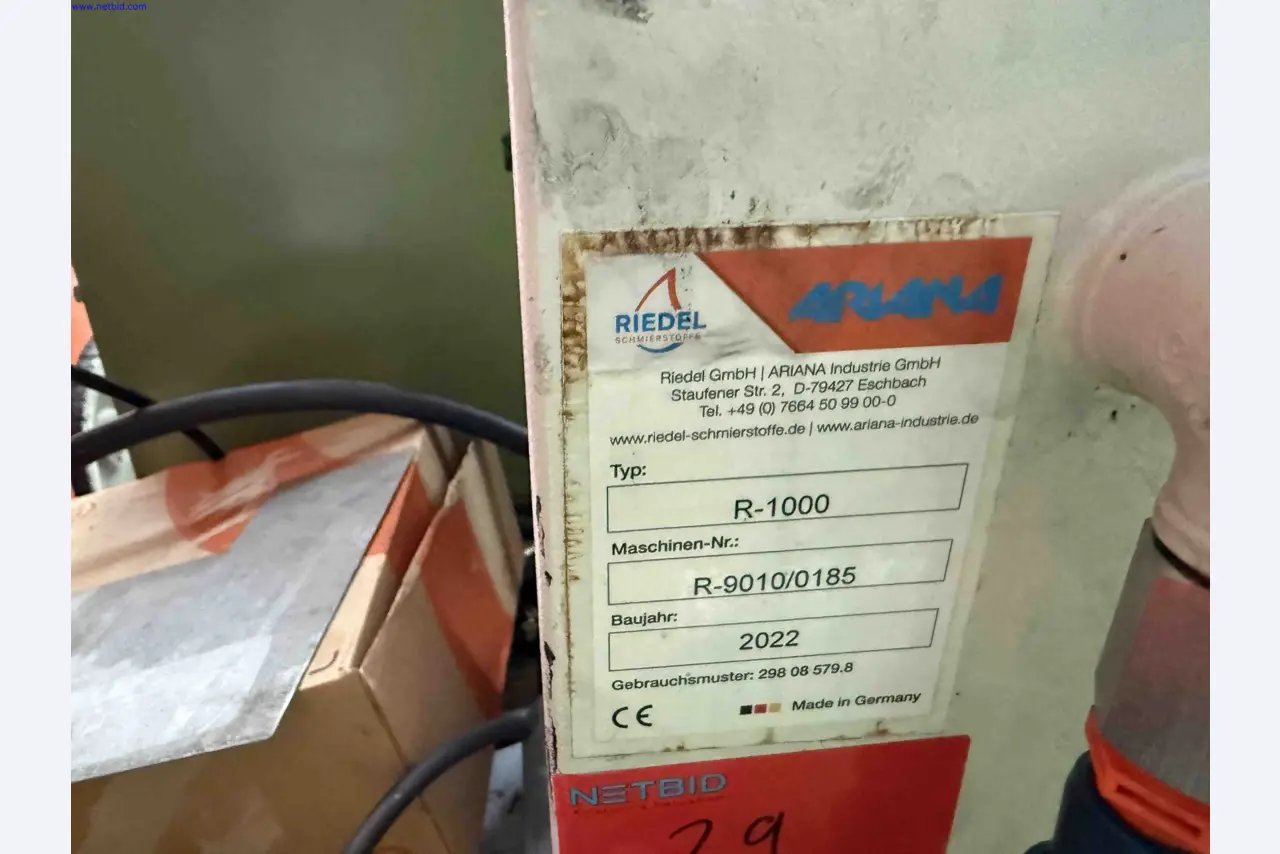 www.netbid.com
RIEDEL
SCHMIERSTOFFE
ARIANA
Riedel GmbH | ARIANA Industrie GmbH
Staufener Str. 2, D-79427 Eschbach
Tel. +49 (0) 7664 50 99 00-0
www.riedel-schmierstoffe.de | www.ariana-industrie.de
Typ:
R-1000
Maschinen-Nr.:
R-9010/0185
Baujahr:
2022
Gebrauchsmuster: 298 08 579.8
CE
Made in Germany
NETBID
29